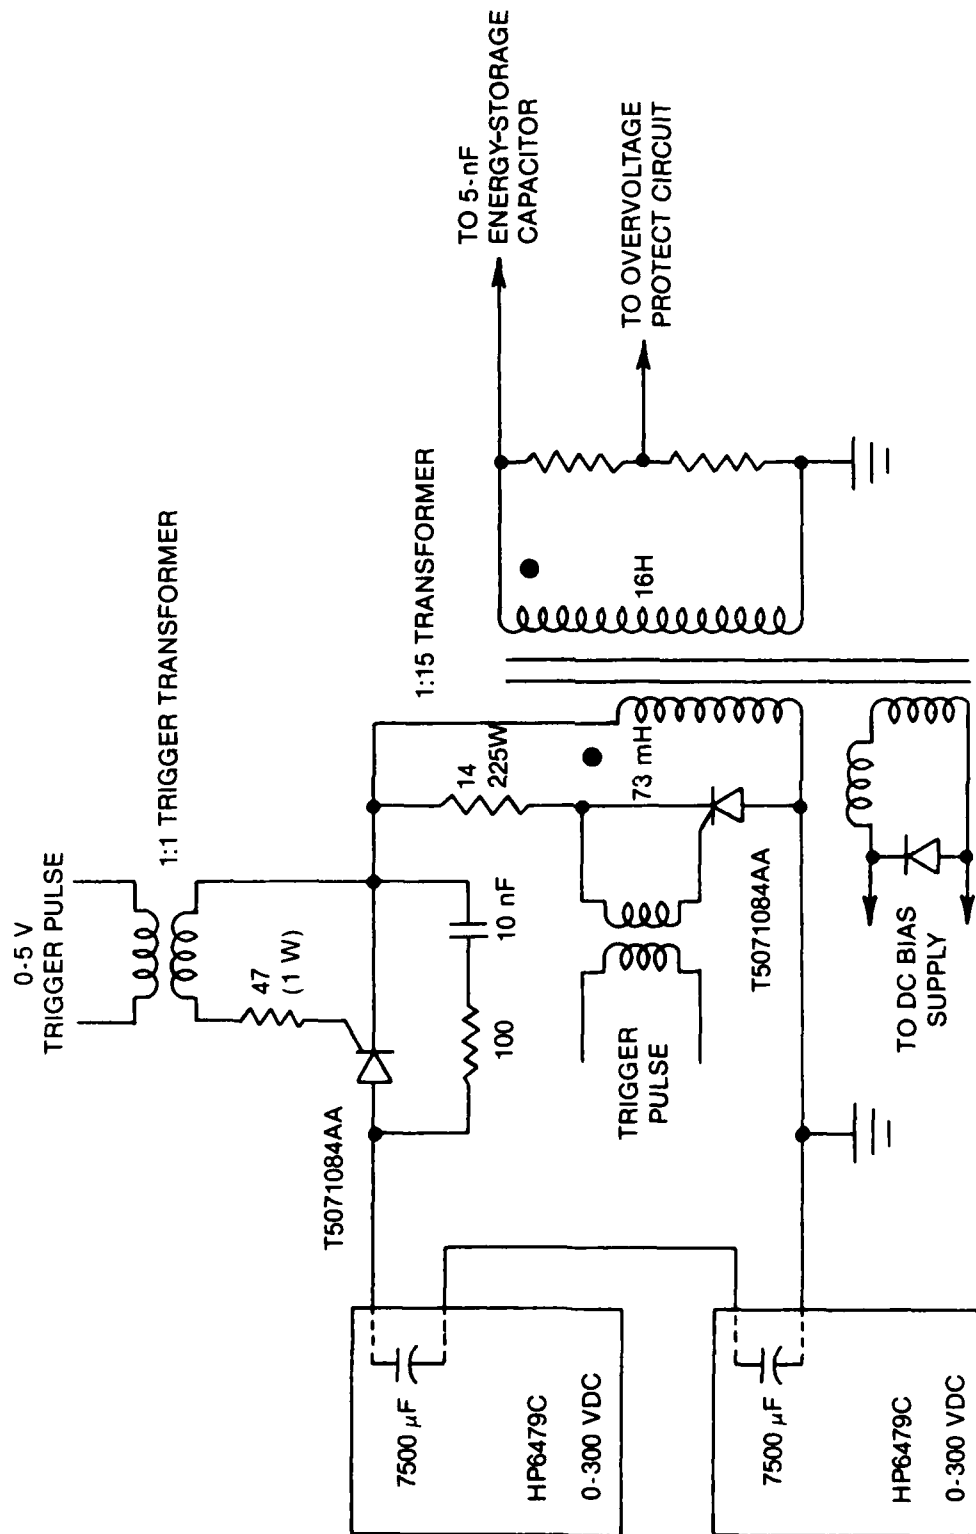 0-5 V
TRIGGER PULSE
1:1 TRIGGER TRANSFORMER
47
(1 W)
T5071084AA
100
10 nF
14
225W
1:15 TRANSFORMER
73 mH
16H
TRIGGER
PULSE
T5071084AA
TO 5-nF
ENERGY-STORAGE
CAPACITOR
TO OVERVOLTAGE
PROTECT CIRCUIT
TO DC BIAS
SUPPLY
7500 µF
HP6479C
0-300 VDC
7500 µF
HP6479C
0-300 VDC